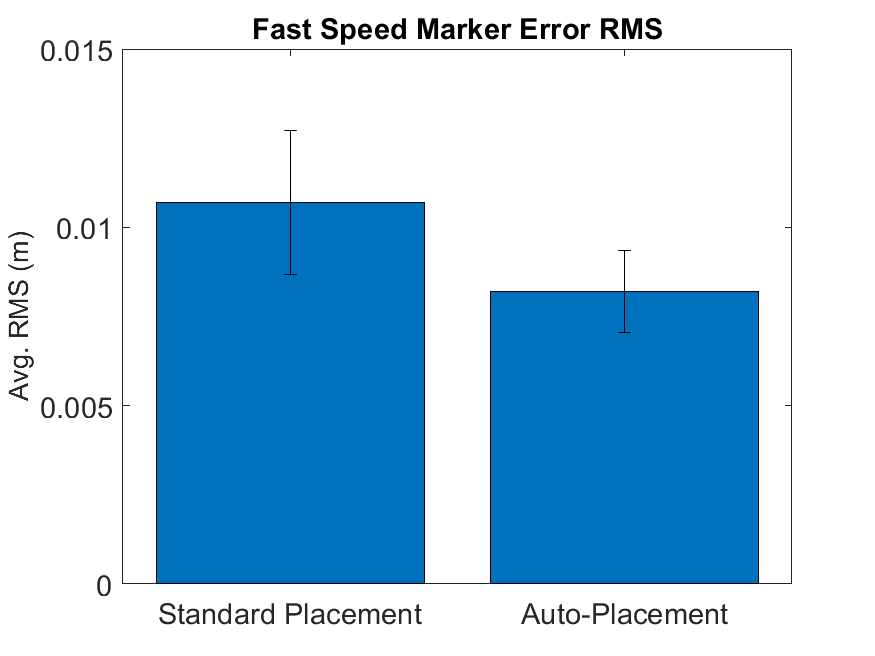 Fast Speed Marker Error RMS
0.015
0.01
0.005
0
Avg. RMS (m)
Standard Placement
Auto-Placement